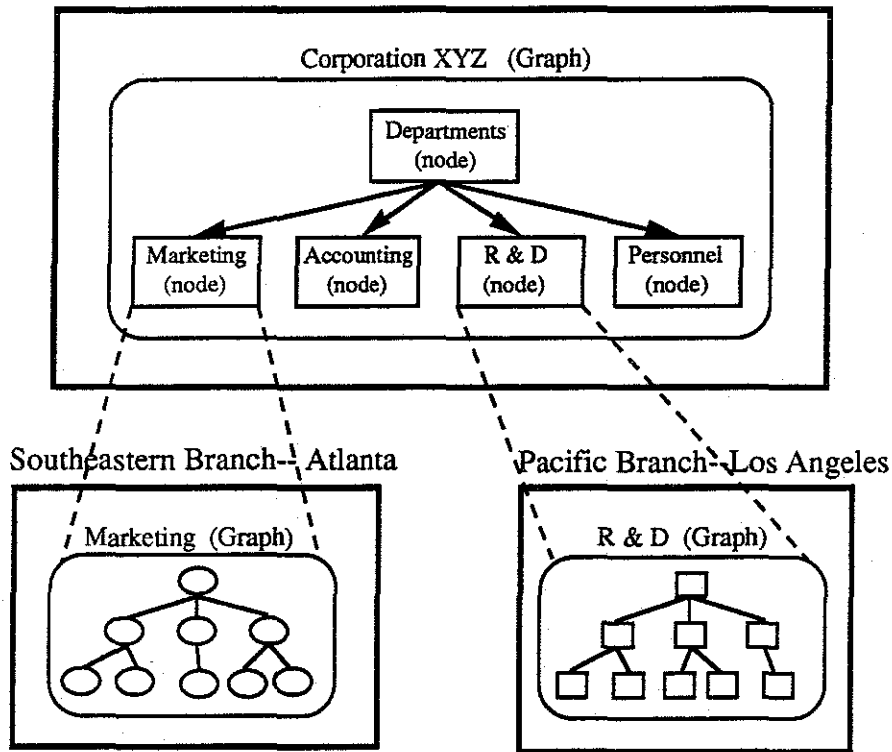 Corporation XYZ (Graph)
Departments
(node)
Marketing
(node)
Accounting
(node)
R & D
(node)
Personnel
(node)
Southeastern Branch-- Atlanta
Marketing (Graph)
Pacific Branch--Los Angeles
R & D (Graph)